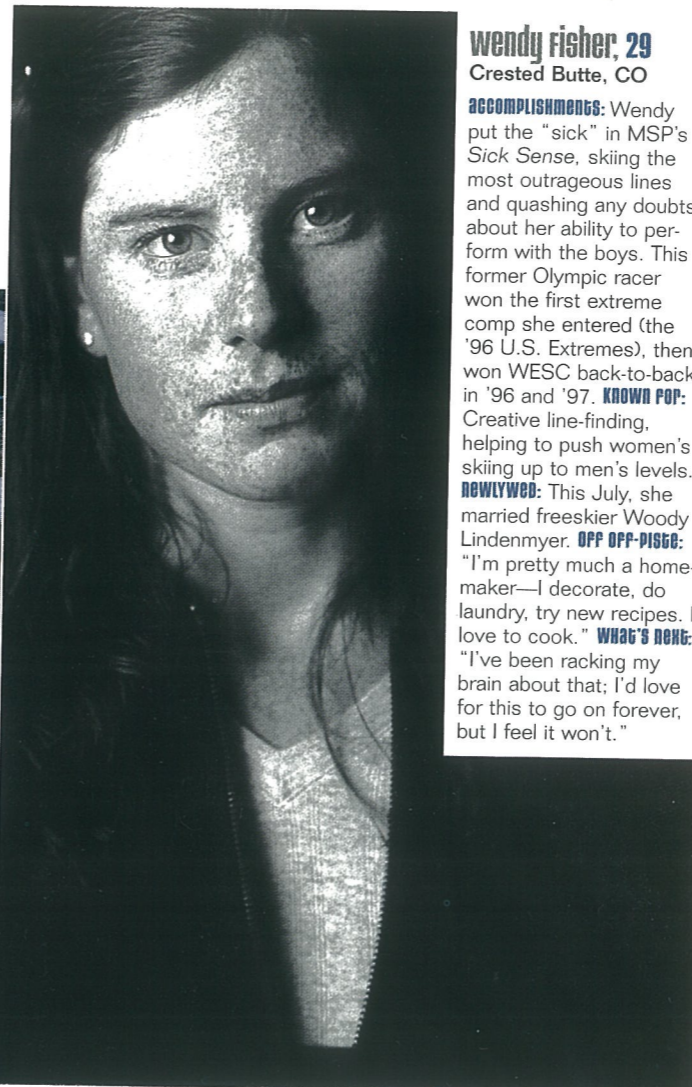 wendy fisher, 29
Crested Butte, CO
accomplishments: Wendy
put the "sick" in MSP's
Sick Sense, skiing the
most outrageous lines
and quashing any doubts
about her ability to per-
form with the boys. This
former Olympic racer
won the first extreme
comp she entered (the
'96 U.S. Extremes), then
won WESC back-to-back
in '96 and '97. known for:
Creative line-finding,
helping to push women's
skiing up to men's levels.
newlywed: This July, she
married freeskier Woody
Lindenmyer. off off-piste:
"I'm pretty much a home-
maker—I decorate, do
laundry, try new recipes. I
love to cook." what's next:
"I've been racking my
brain about that; I'd love
for this to go on forever,
but I feel it won't."